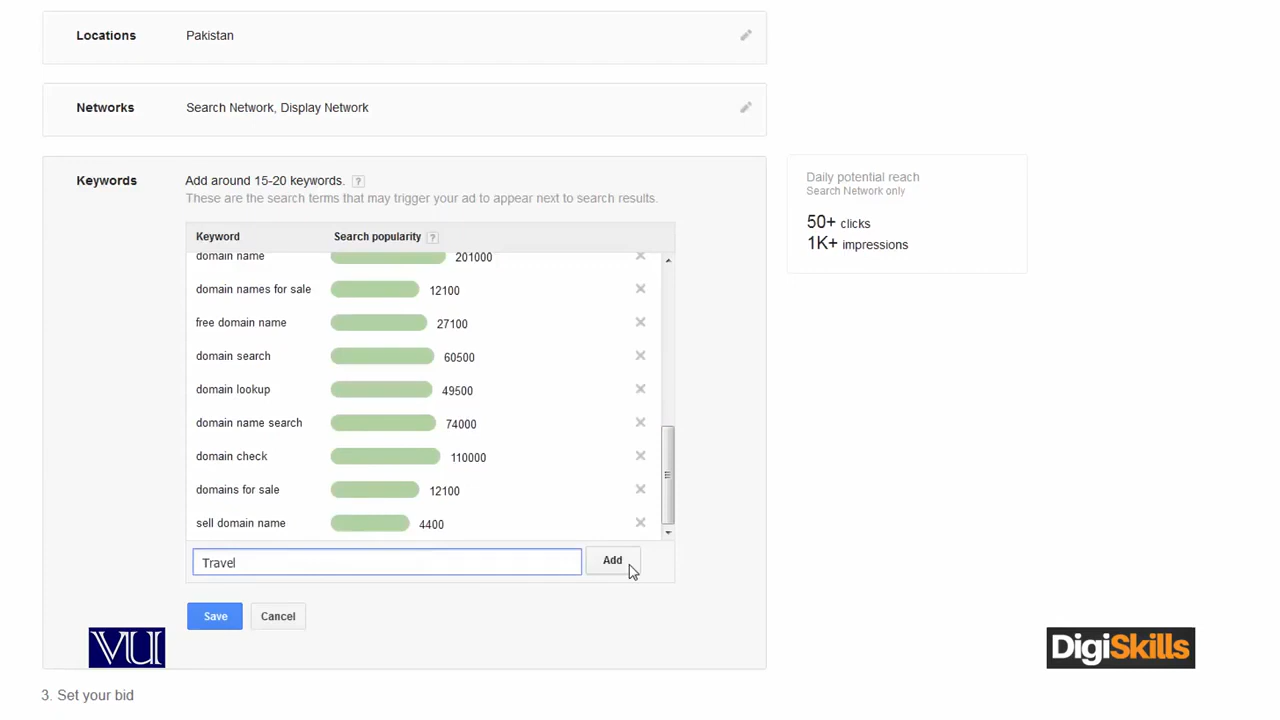 Locations Pakistan
Networks Search Network, Display Network
Keywords Add around 15-20 keywords. ?
These are the search terms that may trigger your ad to appear next to search results.
Keyword Search popularity ?
domain name 201000
domain names for sale 12100
free domain name 27100
domain search 60500
domain lookup 49500
domain name search 74000
domain check 110000
domains for sale 12100
sell domain name 4400
Travel Add
Save Cancel
Daily potential reach
Search Network only
50+ clicks
1K+ impressions
VU
DigiSkills
3. Set your bid